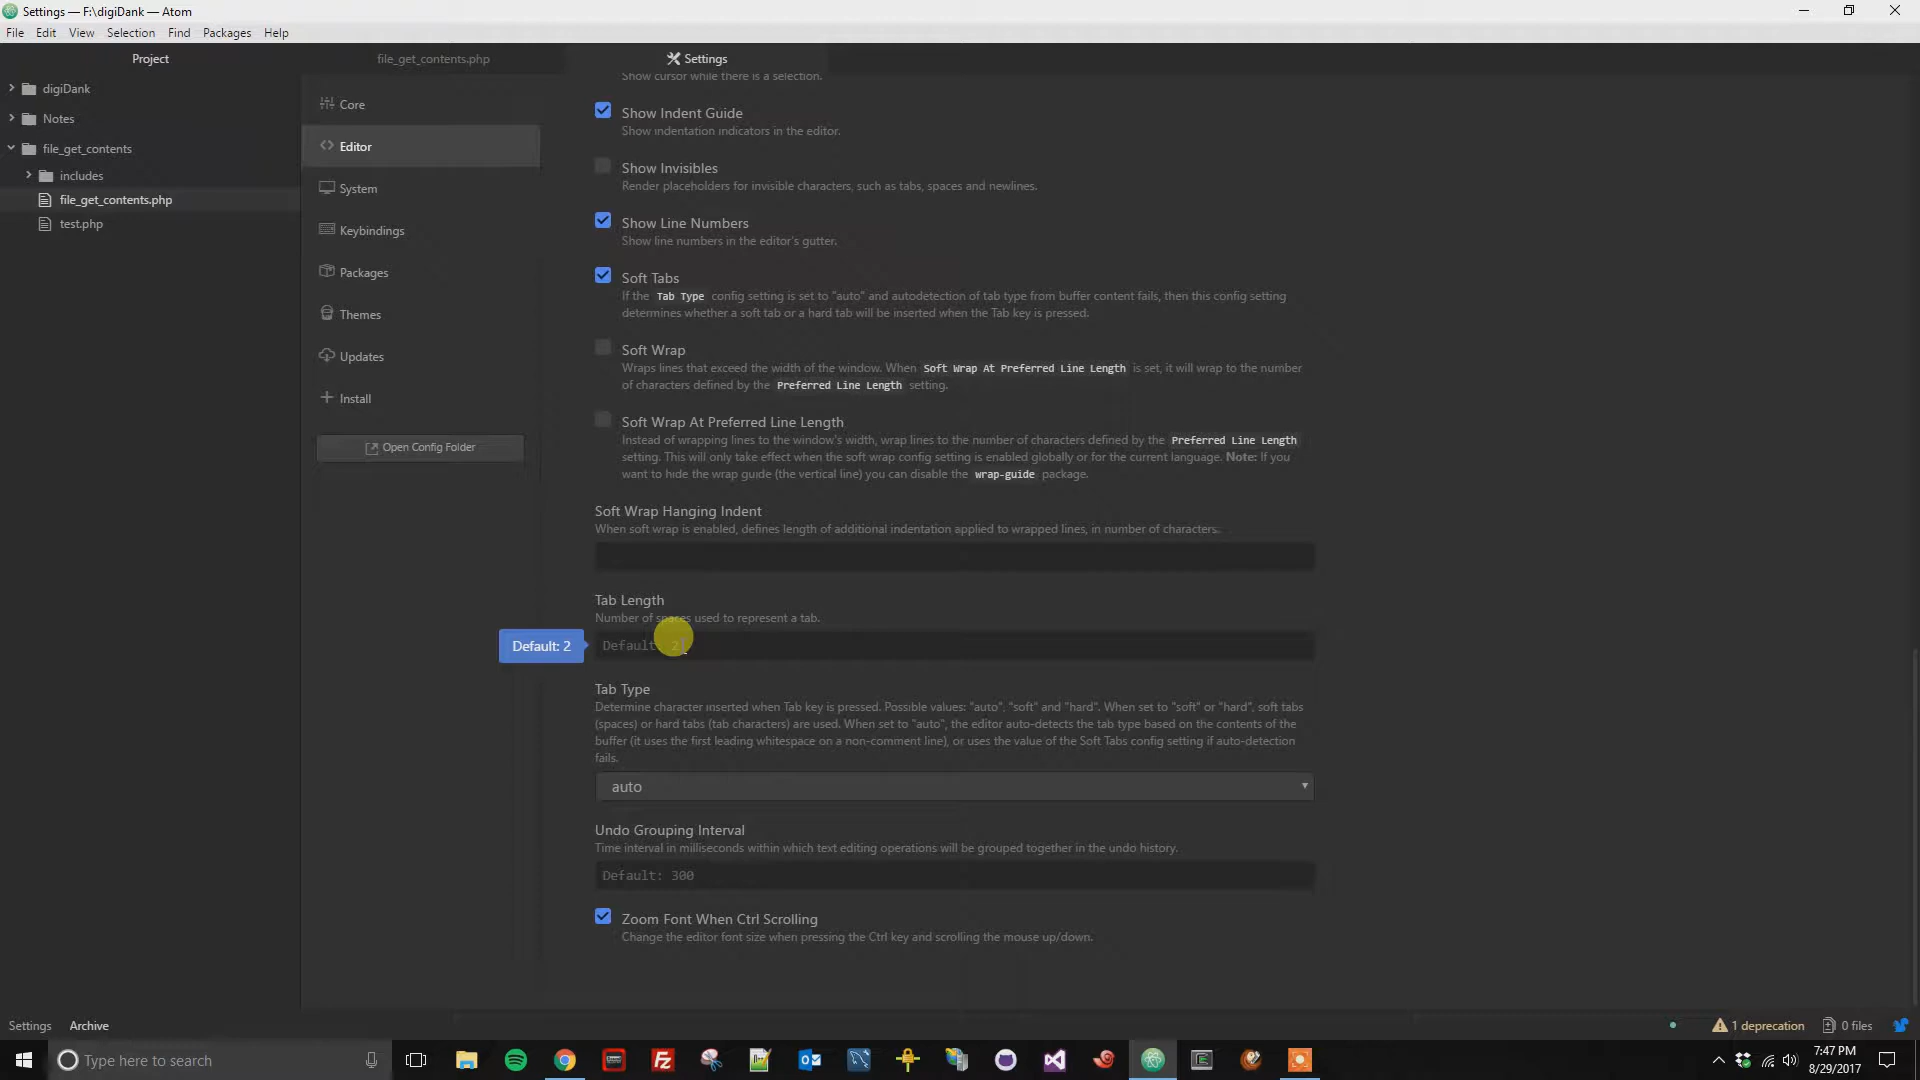 Settings — F:\digiDank — Atom
File Edit View Selection Find Packages Help
Project
file_get_contents.php
Settings
digiDank
Notes
file_get_contents
includes
file_get_contents.php
test.php
Core
Editor
System
Keybindings
Packages
Themes
Updates
Install
Open Config Folder
Show cursor while there is a selection.
Show Indent Guide
Show indentation indicators in the editor.
Show Invisibles
Render placeholders for invisible characters, such as tabs, spaces and newlines.
Show Line Numbers
Show line numbers in the editor's gutter.
Soft Tabs
If the Tab Type config setting is set to "auto" and autodetection of tab type from buffer content fails, then this config setting
determines whether a soft tab or a hard tab will be inserted when the Tab key is pressed.
Soft Wrap
Wraps lines that exceed the width of the window. When Soft Wrap At Preferred Line Length is set, it will wrap to the number
of characters defined by the Preferred Line Length setting.
Soft Wrap At Preferred Line Length
Instead of wrapping lines to the window's width, wrap lines to the number of characters defined by the Preferred Line Length
setting. This will only take effect when the soft wrap config setting is enabled globally or for the current language. Note: If you
want to hide the wrap guide (the vertical line) you can disable the wrap-guide package.
Soft Wrap Hanging Indent
When soft wrap is enabled, defines length of additional indentation applied to wrapped lines, in number of characters.
Tab Length
Number of spaces used to represent a tab.
Default: 2
Default: 2
Tab Type
Determine character inserted when Tab key is pressed. Possible values: "auto", "soft" and "hard". When set to "soft" or "hard", soft tabs
(spaces) or hard tabs (tab characters) are used. When set to "auto", the editor auto-detects the tab type based on the contents of the
buffer (it uses the first leading whitespace on a non-comment line), or uses the value of the Soft Tabs config setting if auto-detection
fails.
auto
Undo Grouping Interval
Time interval in milliseconds within which text editing operations will be grouped together in the undo history.
Default: 300
Zoom Font When Ctrl Scrolling
Change the editor font size when pressing the Ctrl key and scrolling the mouse up/down.
Settings Archive
1 deprecation
0 files
Type here to search
7:47 PM
8/29/2017